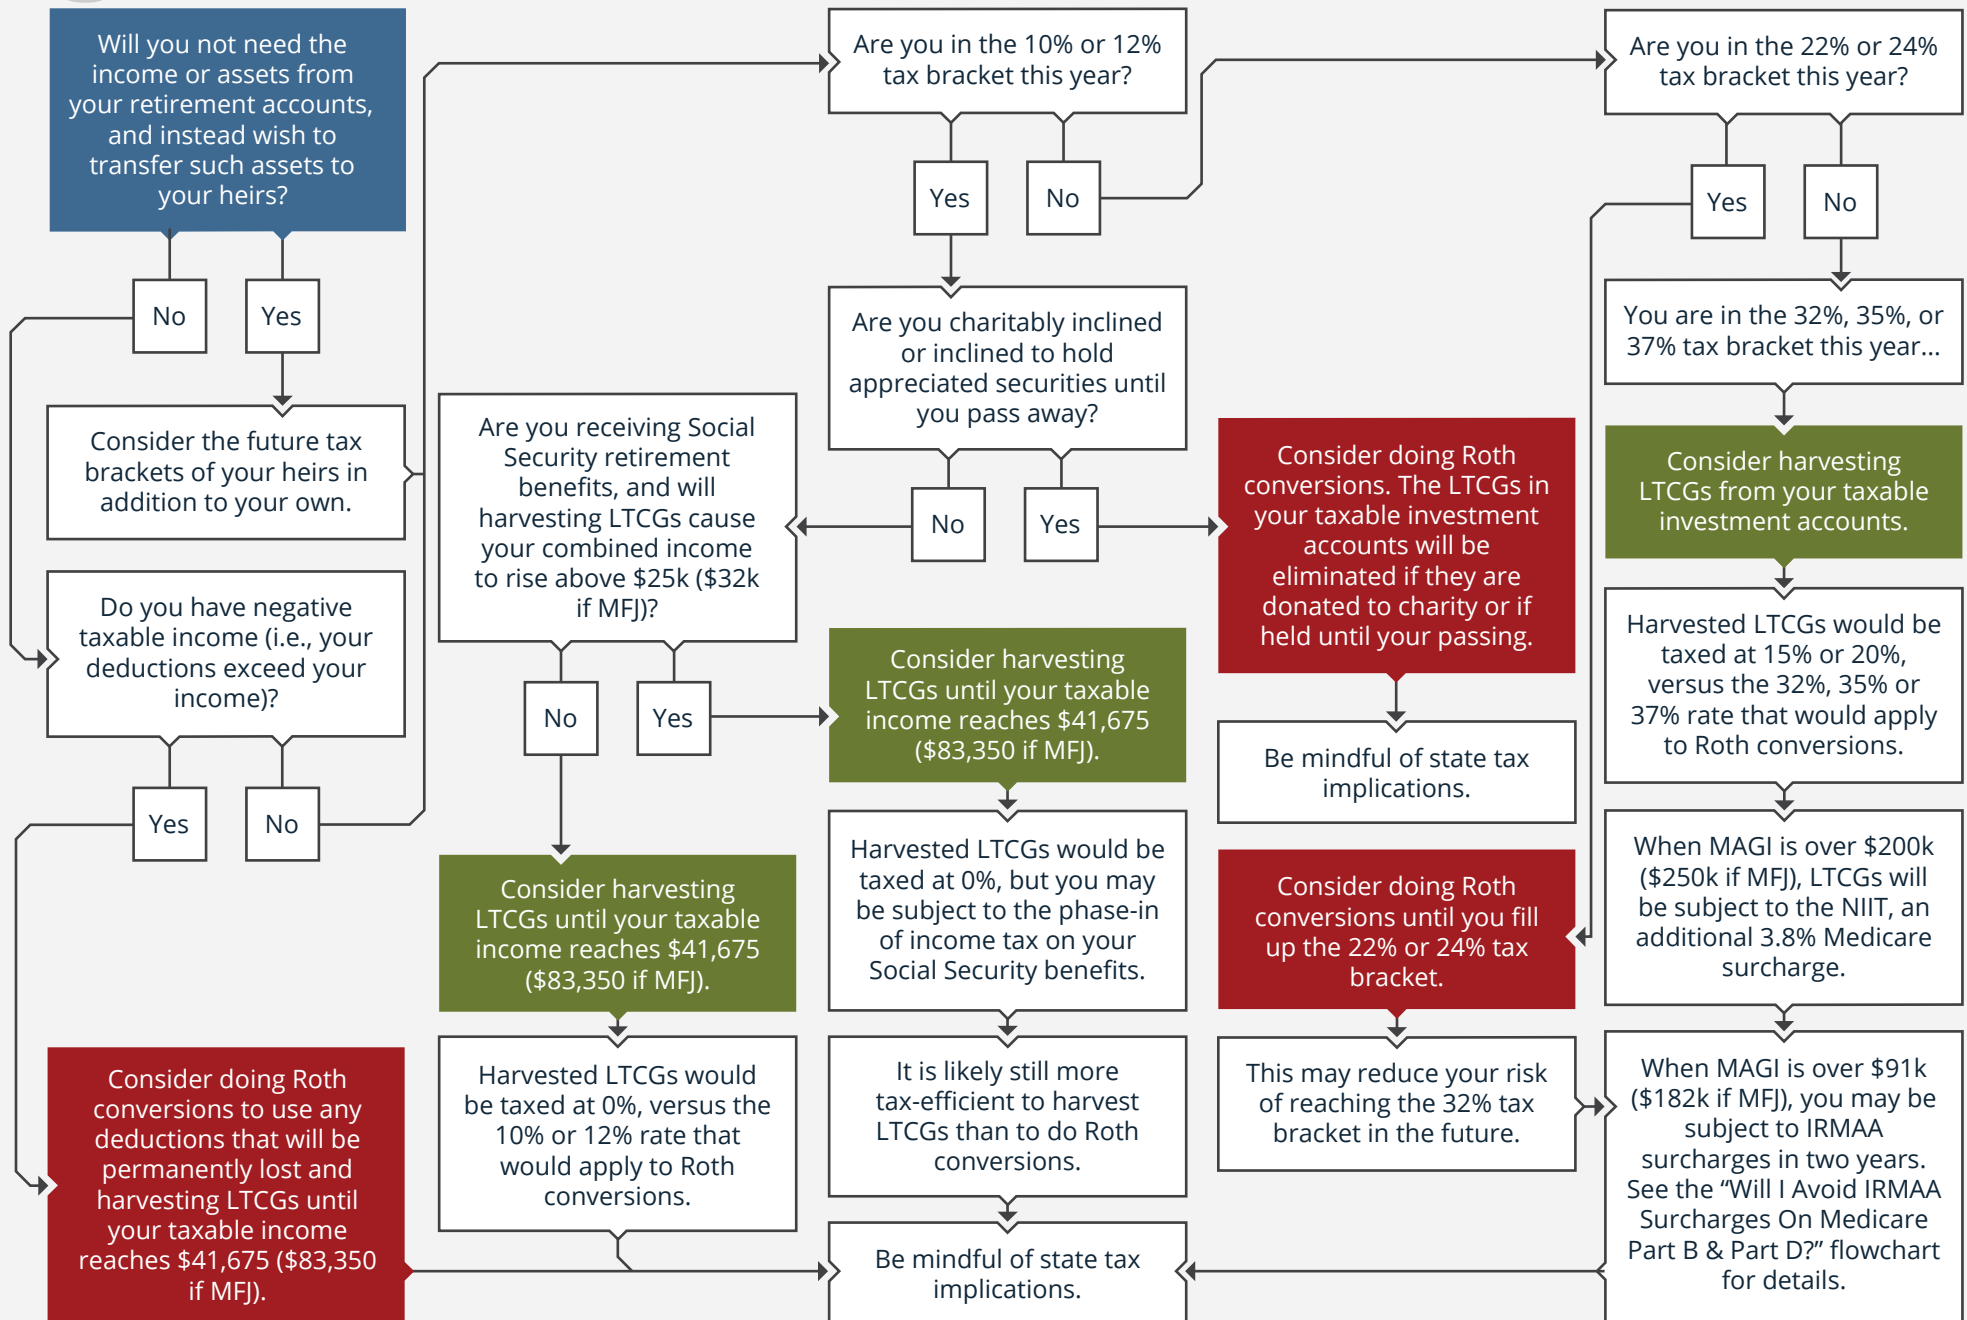 Will you not need the
income or assets from
your retirement accounts,
and instead wish to
transfer such assets to
your heirs?
No
Yes
Consider the future tax
brackets of your heirs in
addition to your own.
Do you have negative
taxable income (i.e., your
deductions exceed your
income)?
Yes
No
Consider doing Roth
conversions to use any
deductions that will be
permanently lost and
harvesting LTCGs until
your taxable income
reaches $41,675 ($83,350
if MFJ).
Are you in the 10% or 12%
tax bracket this year?
Yes
No
Are you charitably inclined
or inclined to hold
appreciated securities until
you pass away?
No
Yes
Are you receiving Social
Security retirement
benefits, and will
harvesting LTCGs cause
your combined income
to rise above $25k ($32k
if MFJ)?
No
Yes
Consider harvesting
LTCGs until your taxable
income reaches $41,675
($83,350 if MFJ).
Harvested LTCGs would
be taxed at 0%, versus the
10% or 12% rate that
would apply to Roth
conversions.
Consider harvesting
LTCGs until your taxable
income reaches $41,675
($83,350 if MFJ).
Harvested LTCGs would be
taxed at 0%, but you may
be subject to the phase-in
of income tax on your
Social Security benefits.
It is likely still more
tax-efficient to harvest
LTCGs than to do Roth
conversions.
Be mindful of state tax
implications.
Consider doing Roth
conversions. The LTCGs in
your taxable investment
accounts will be
eliminated if they are
donated to charity or if
held until your passing.
Be mindful of state tax
implications.
Consider doing Roth
conversions until you fill
up the 22% or 24% tax
bracket.
This may reduce your risk
of reaching the 32% tax
bracket in the future.
Are you in the 22% or 24%
tax bracket this year?
Yes
No
You are in the 32%, 35%, or
37% tax bracket this year...
Consider harvesting
LTCGs from your taxable
investment accounts.
Harvested LTCGs would be
taxed at 15% or 20%,
versus the 32%, 35% or
37% rate that would apply
to Roth conversions.
When MAGI is over $200k
($250k if MFJ), LTCGs will
be subject to the NIIT, an
additional 3.8% Medicare
surcharge.
When MAGI is over $91k
($182k if MFJ), you may be
subject to IRMAA
surcharges in two years.
See the “Will I Avoid IRMAA
Surcharges On Medicare
Part B & Part D?” flowchart
for details.